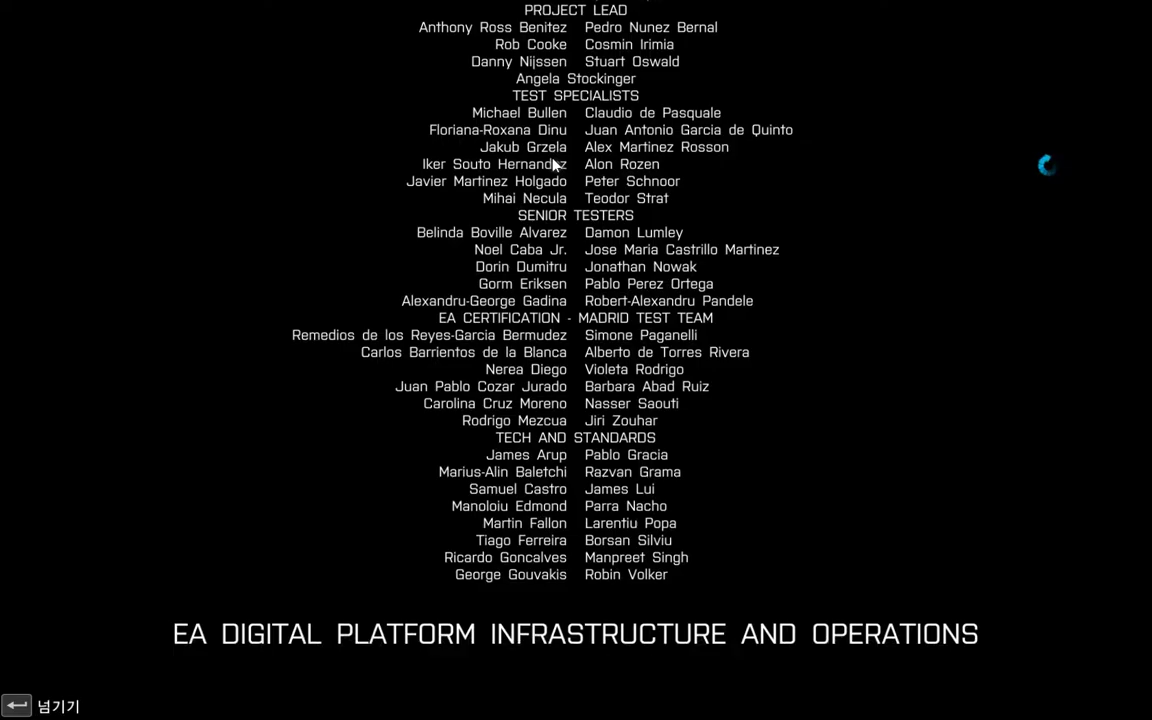 PROJECT LEAD
Anthony Ross Benitez Pedro Nunez Bernal
Rob Cooke Cosmin Irimia
Danny Nijssen Stuart Oswald
Angela Stockinger
TEST SPECIALISTS
Michael Bullen Claudio de Pasquale
Floriana-Roxana Dinu Juan Antonio Garcia de Quinto
Jakub Grzela Alex Martinez Rosson
Iker Souto Hernandez Alon Rozen
Javier Martinez Holgado Peter Schnoor
Mihai Necula Teodor Strat
SENIOR TESTERS
Belinda Boville Alvarez Damon Lumley
Noel Caba Jr. Jose Maria Castrillo Martinez
Dorin Dumitru Jonathan Nowak
Gorm Eriksen Pablo Perez Ortega
Alexandru-George Gadina Robert-Alexandru Pandele
EA CERTIFICATION - MADRID TEST TEAM
Remedios de los Reyes-Garcia Bermudez Simone Paganelli
Carlos Barrientos de la Blanca Alberto de Torres Rivera
Nerea Diego Violeta Rodrigo
Juan Pablo Cozar Jurado Barbara Abad Ruiz
Carolina Cruz Moreno Nasser Saouti
Rodrigo Mezcua Jiri Zouhar
TECH AND STANDARDS
James Arup Pablo Gracia
Marius-Alin Baletchi Razvan Grama
Samuel Castro James Lui
Manoloiu Edmond Parra Nacho
Martin Fallon Larentiu Popa
Tiago Ferreira Borsan Silviu
Ricardo Goncalves Manpreet Singh
George Gouvakis Robin Volker
EA DIGITAL PLATFORM INFRASTRUCTURE AND OPERATIONS
넘기기